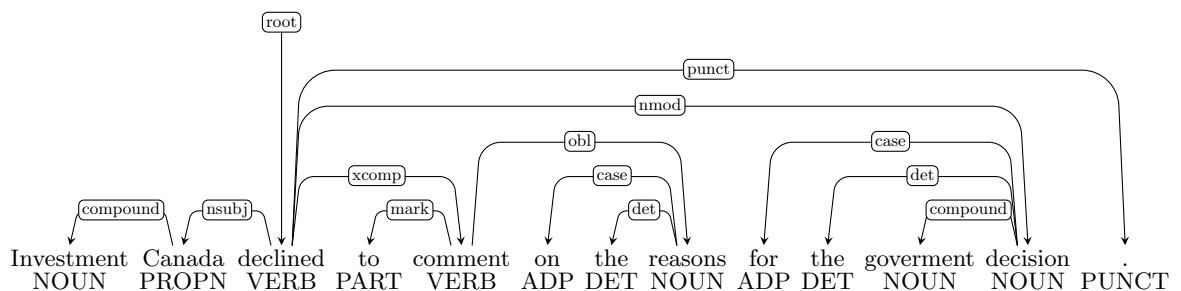 root
punct
nmod
obl case
xcomp case det
compound nsubj mark det compound
Investment Canada declined to comment on the reasons for the goverment decision .
NOUN PROPN VERB PART VERB ADP DET NOUN ADP DET NOUN NOUN PUNCT